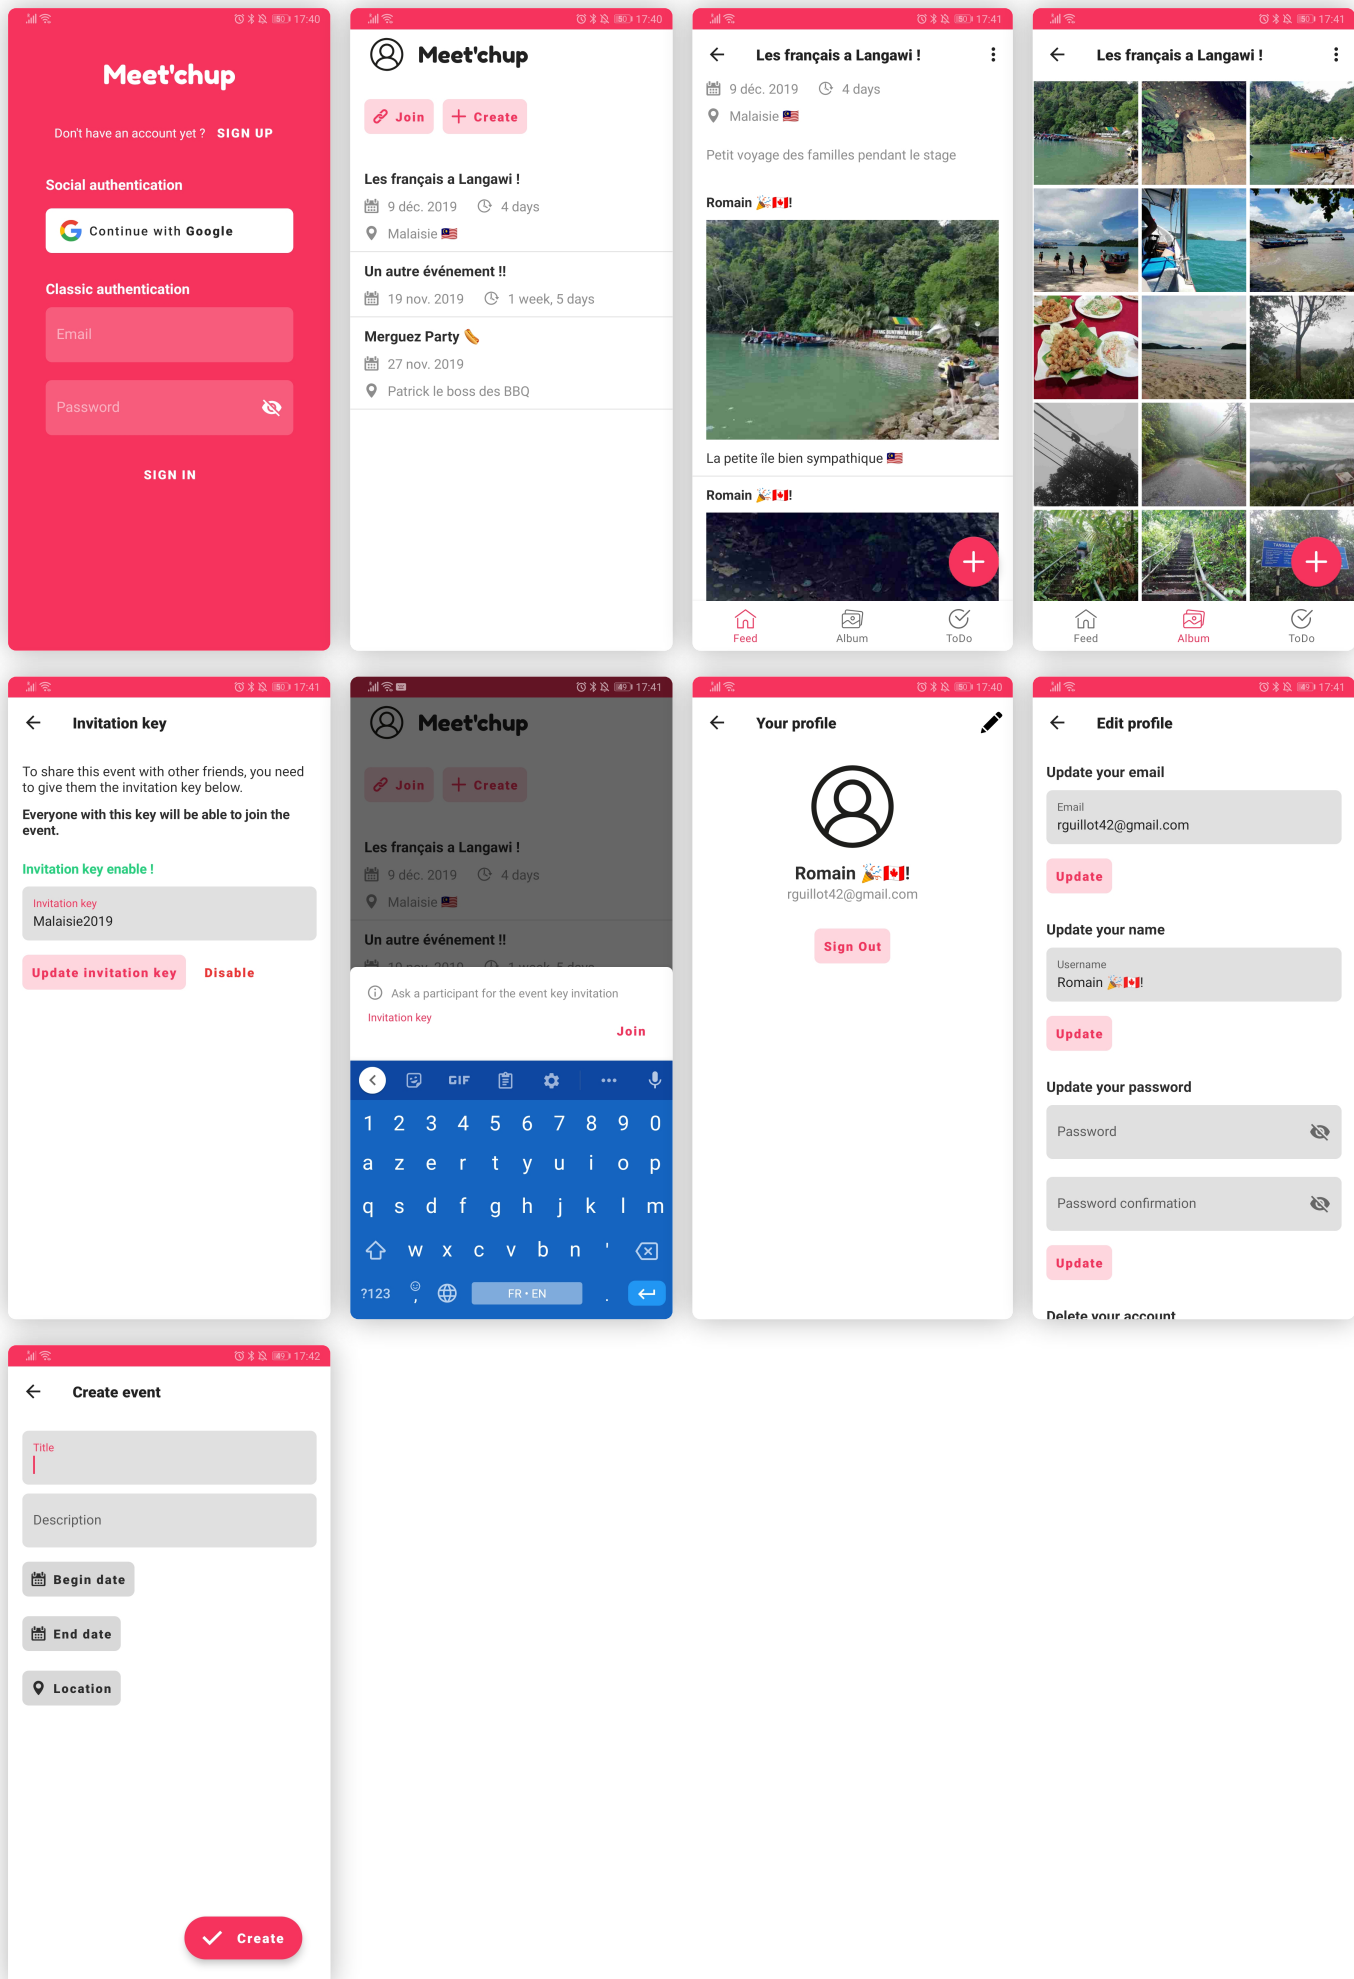 17:40
Meet'chup
Don't have an account yet ? SIGN UP
Social authentication
Continue with Google
Classic authentication
Email
Password
SIGN IN
17:40
Meet'chup
Join Create
Les français a Langawi !
9 déc. 2019 4 days
Malaisie 🇲🇾
Un autre événement !!
19 nov. 2019 1 week, 5 days
Merguez Party 🌭
27 nov. 2019
Patrick le boss des BBQ
17:41
Les français a Langawi !
9 déc. 2019 4 days
Malaisie 🇲🇾
Petit voyage des familles pendant le stage
Romain 🎉🇨🇦!
La petite île bien sympathique 🇲🇾
Romain 🎉🇨🇦!
Feed Album ToDo
17:41
Les français a Langawi !
Feed Album ToDo
17:41
Invitation key
To share this event with other friends, you need
to give them the invitation key below.
Everyone with this key will be able to join the
event.
Invitation key enable !
Invitation key
Malaisie2019
Update invitation key Disable
17:41
Meet'chup
Join Create
Les français a Langawi !
9 déc. 2019 4 days
Malaisie 🇲🇾
Un autre événement !!
19 nov. 2019 1 week, 5 days
Ask a participant for the event key invitation
Invitation key
Join
GIF
1 2 3 4 5 6 7 8 9 0
a z e r t y u i o p
q s d f g h j k l m
w x c v b n '
?123 , FR • EN .
17:40
Your profile
Romain 🎉🇨🇦!
rguillot42@gmail.com
Sign Out
17:41
Edit profile
Update your email
Email
rguillot42@gmail.com
Update
Update your name
Username
Romain 🎉🇨🇦!
Update
Update your password
Password
Password confirmation
Update
Delete your account
17:42
Create event
Title
Description
Begin date
End date
Location
Create